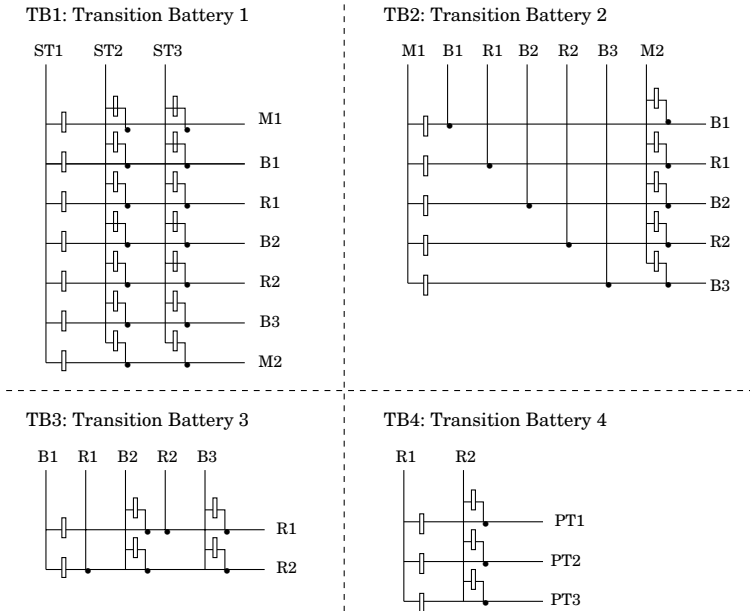 TB1: Transition Battery 1
ST1 ST2 ST3
M1
B1
R1
B2
R2
B3
M2
TB2: Transition Battery 2
M1 B1 R1 B2 R2 B3 M2
B1
R1
B2
R2
B3
TB3: Transition Battery 3
B1 R1 B2 R2 B3
R1
R2
TB4: Transition Battery 4
R1 R2
PT1
PT2
PT3